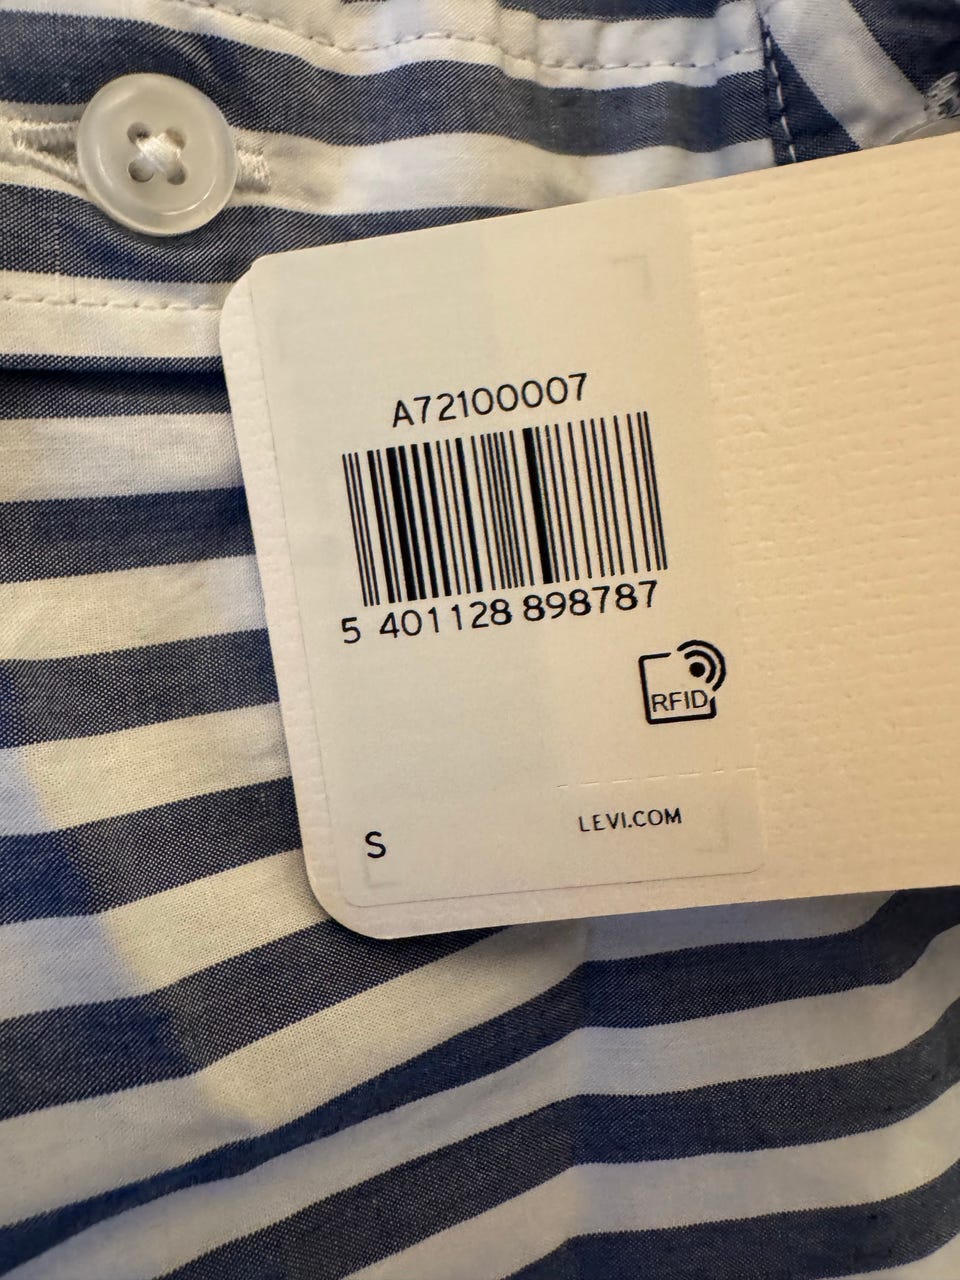 A72100007
5 401128 898787
RFID
S
LEVI.COM